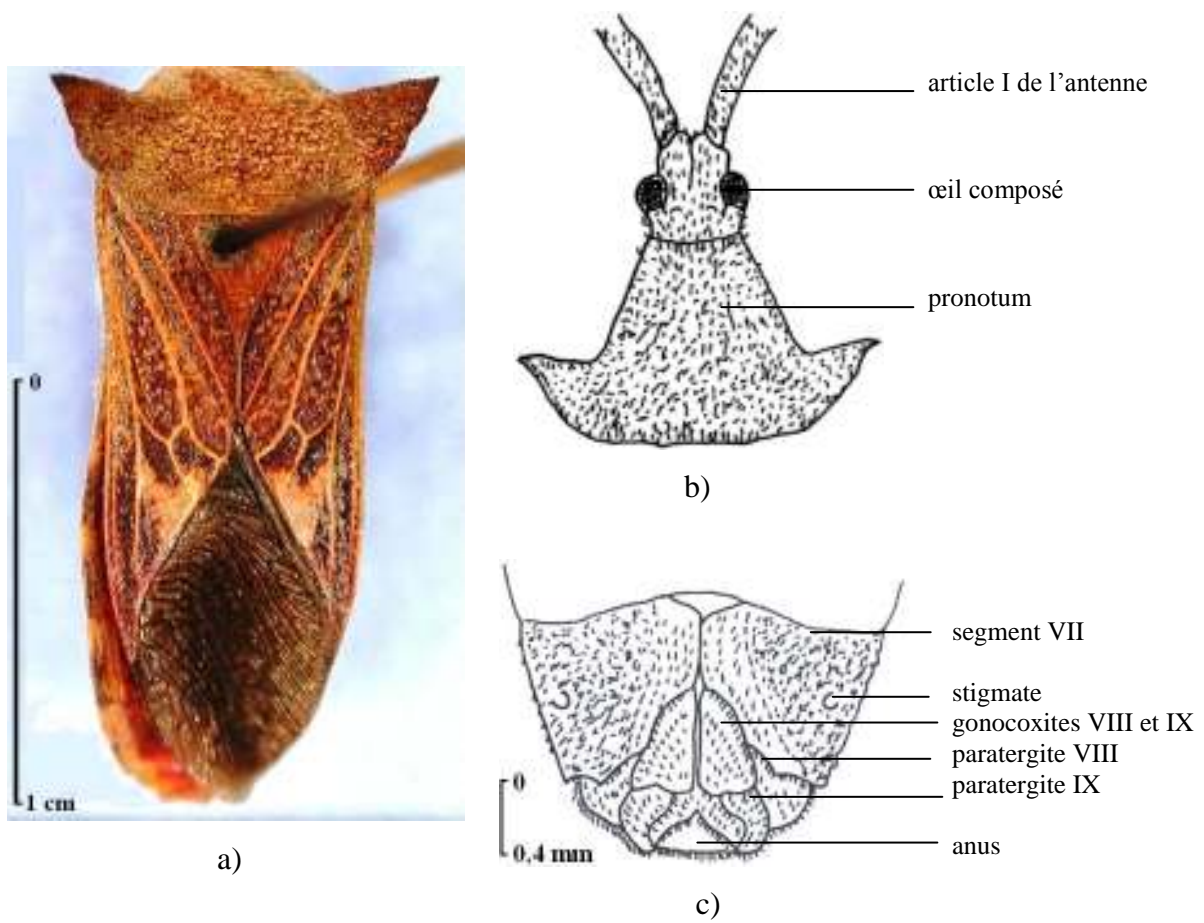 0
1 cm
a)
article I de l’antenne
œil composé
pronotum
b)
segment VII
stigmate
gonocoxites VIII et IX
paratergite VIII
paratergite IX
anus
0
0,4 mm
c)